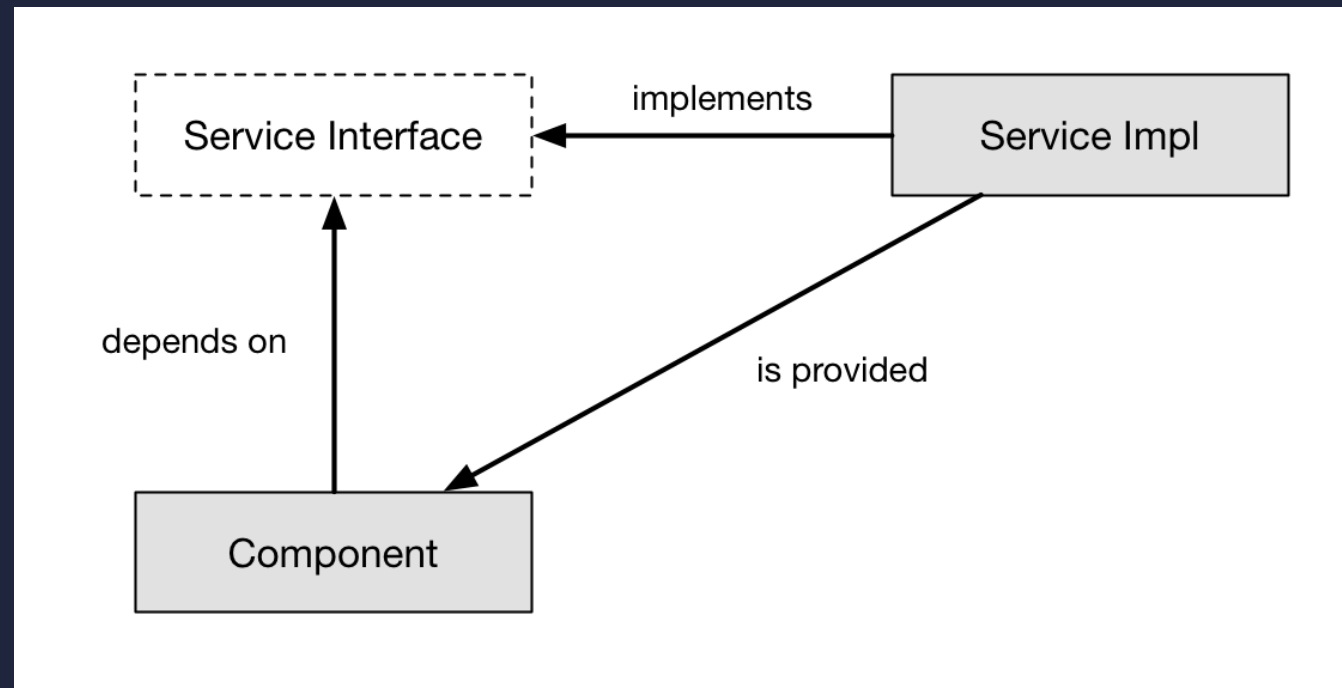 implements
Service Interface
Service Impl
depends on
is provided
Component